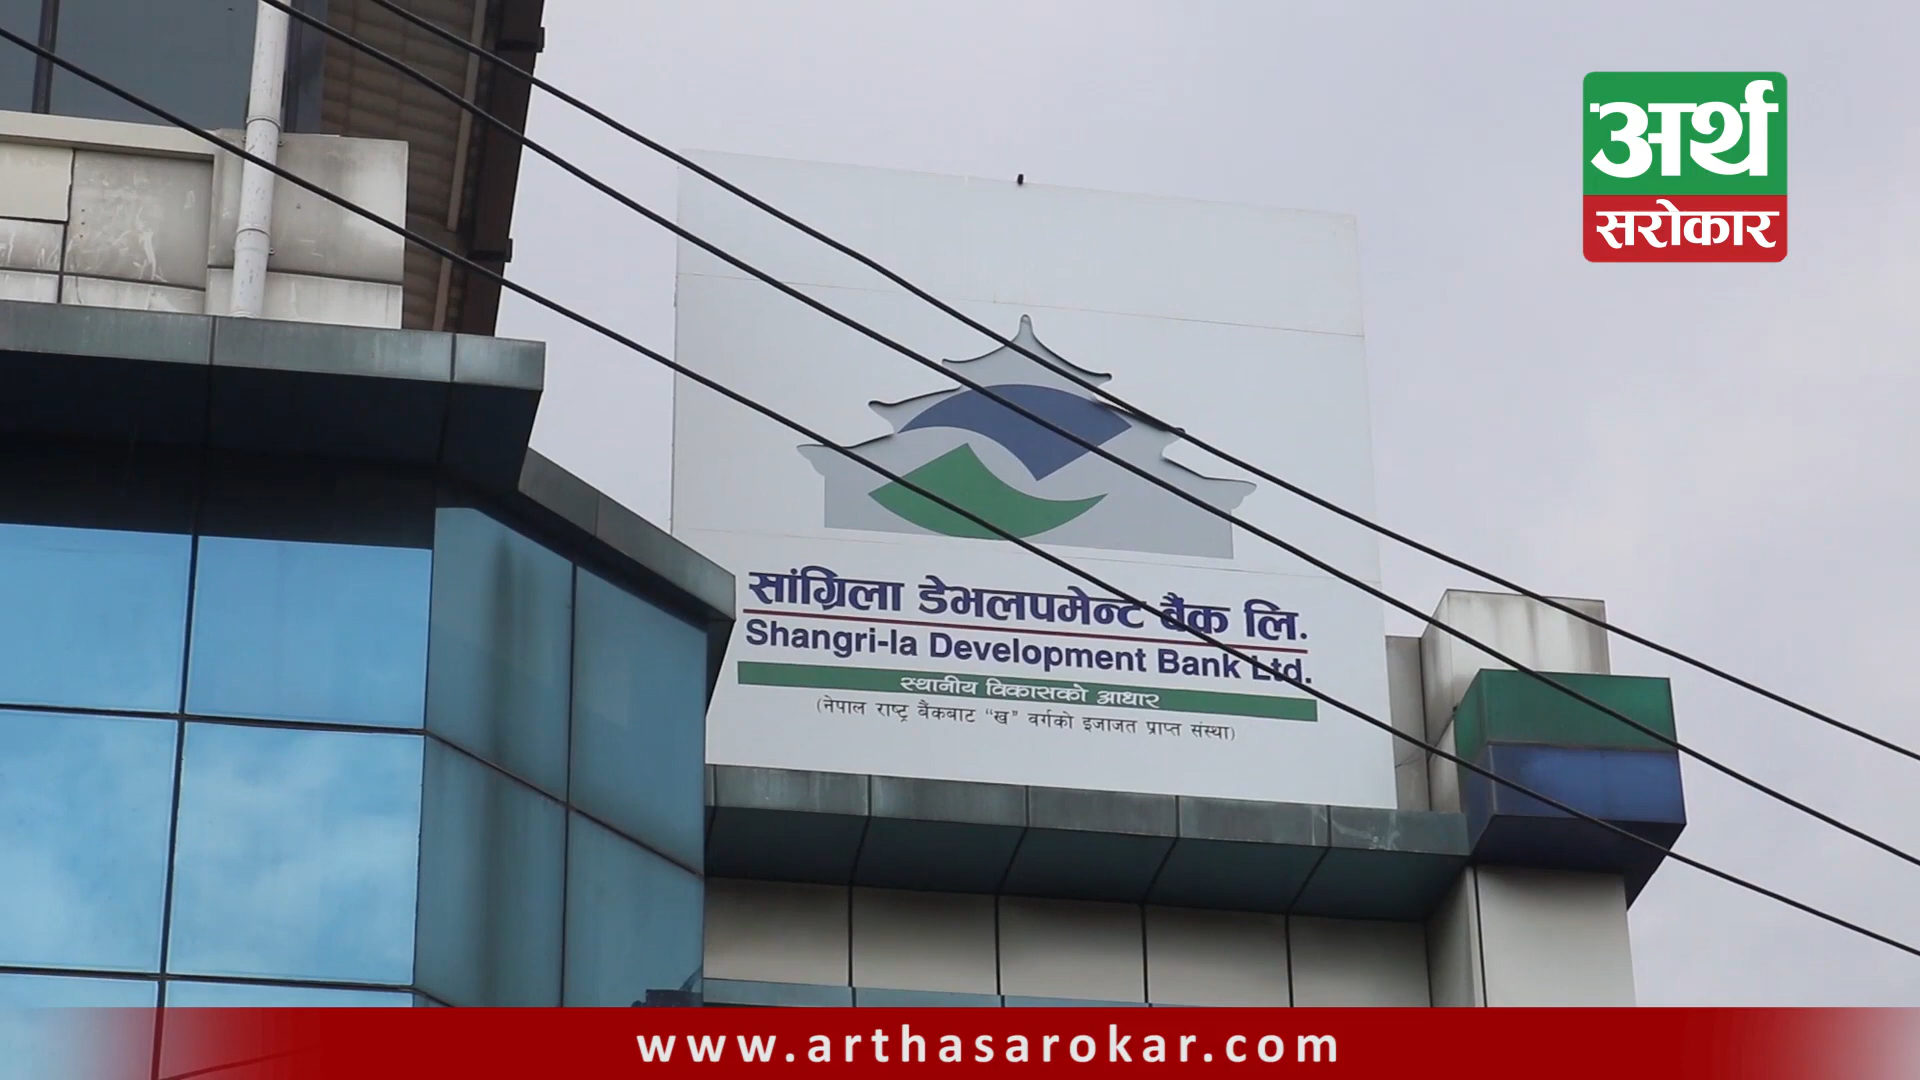 अर्थ
सरोकार
सांग्रिला डेभलपमेन्ट बैंक लि.
Shangri-la Development Bank Ltd.
स्थानीय विकासको आधार
(नेपाल राष्ट्र बैंकबाट “ख” वर्गको इजाजत प्राप्त संस्था)
www.arthasarokar.com